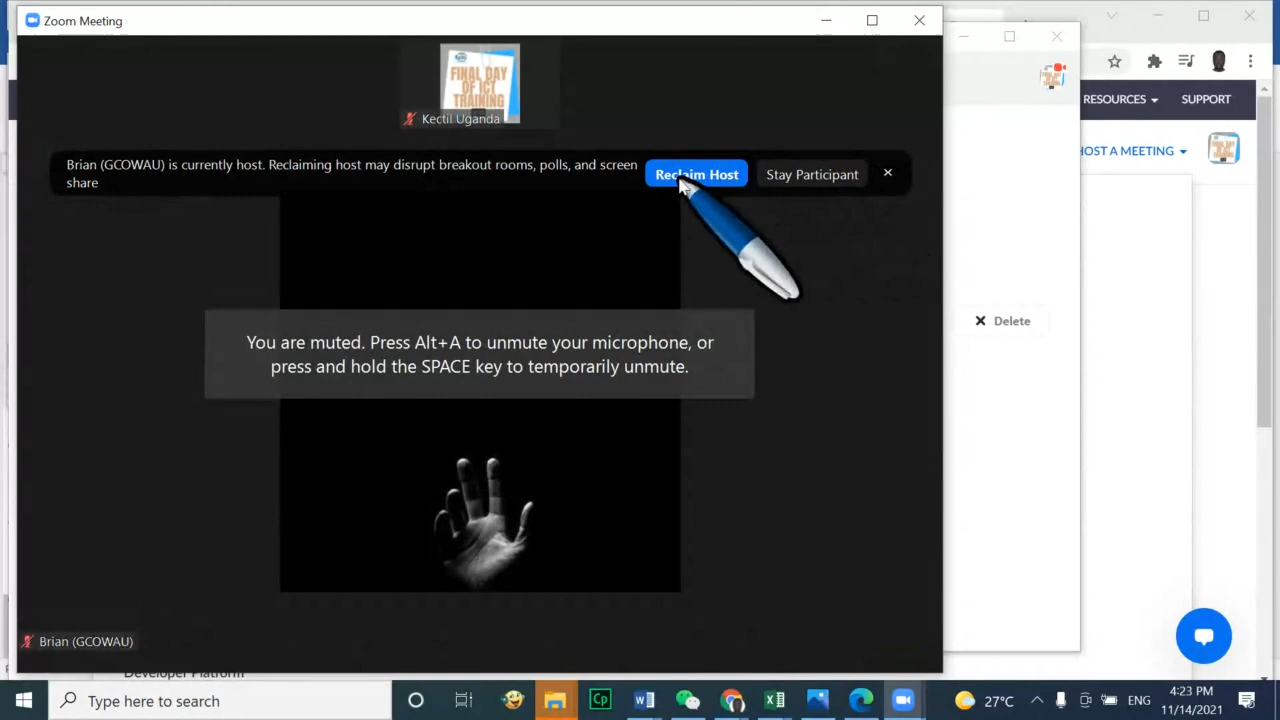 Zoom Meeting
FINAL DAY
OF ICT
TRAINING
Kectil Uganda
RESOURCES
SUPPORT
HOST A MEETING
Brian (GCOWAU) is currently host. Reclaiming host may disrupt breakout rooms, polls, and screen
share
Reclaim Host
Stay Participant
You are muted. Press Alt+A to unmute your microphone, or
press and hold the SPACE key to temporarily unmute.
Delete
Brian (GCOWAU)
Developer Platform
Type here to search
27°C
ENG
4:23 PM
11/14/2021